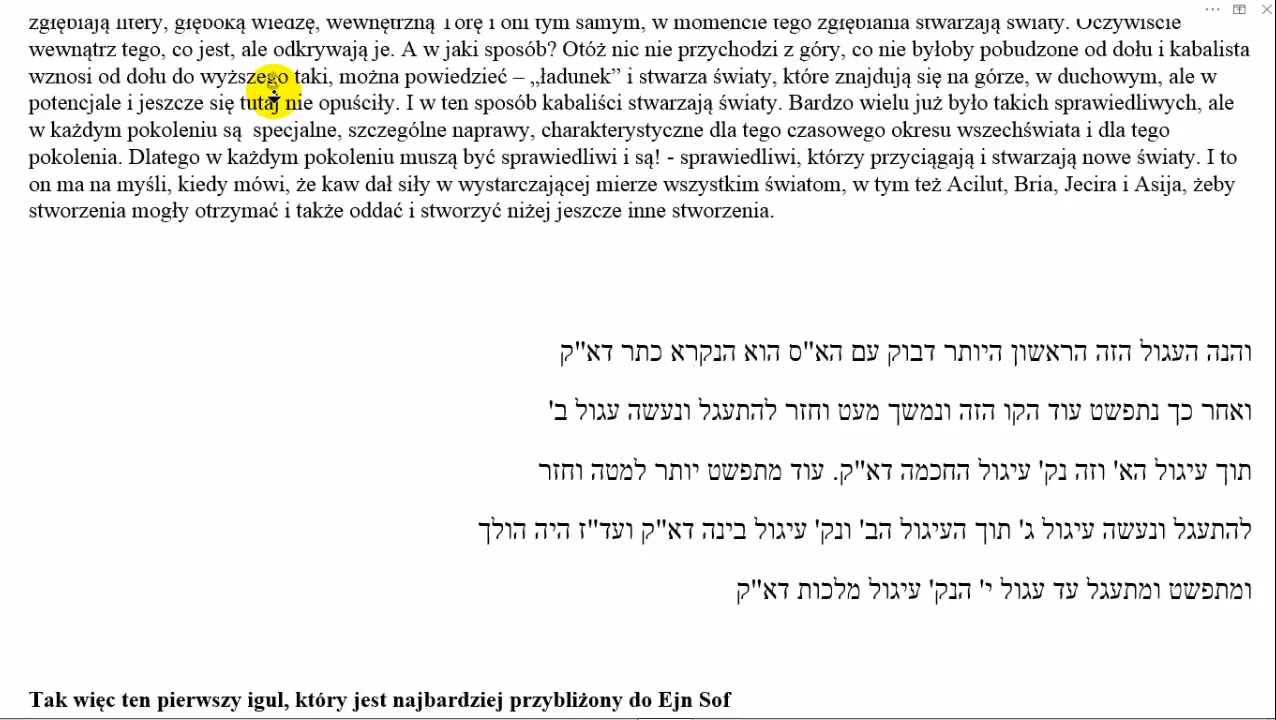 zgłębiają litery, głęboką wiedzę, wewnętrzną Torę i oni tym samym, w momencie tego zgłębiania stwarzają światy. Oczywiście
wewnątrz tego, co jest, ale odkrywają je. A w jaki sposób? Otóż nic nie przychodzi z góry, co nie byłoby pobudzone od dołu i kabalista
wznosi od dołu do wyższego taki, można powiedzieć – „ładunek” i stwarza światy, które znajdują się na górze, w duchowym, ale w
potencjale i jeszcze się tutaj nie opuściły. I w ten sposób kabaliści stwarzają światy. Bardzo wielu już było takich sprawiedliwych, ale
w każdym pokoleniu są  specjalne, szczególne naprawy, charakterystyczne dla tego czasowego okresu wszechświata i dla tego
pokolenia. Dlatego w każdym pokoleniu muszą być sprawiedliwi i są! - sprawiedliwi, którzy przyciągają i stwarzają nowe światy. I to
on ma na myśli, kiedy mówi, że kaw dał siły w wystarczającej mierze wszystkim światom, w tym też Acilut, Bria, Jecira i Asija, żeby
stworzenia mogły otrzymać i także oddać i stworzyć niżej jeszcze inne stworzenia.
והנה העגול הזה הראשון היותר דבוק עם הא"ס הוא הנקרא כתר דא"ק
ואחר כך נתפשט עוד הקו הזה ונמשך מעט וחזר להתעגל ונעשה עגול ב'
תוך עיגול הא' וזה נק' עיגול החכמה דא"ק. עוד מתפשט יותר למטה וחזר
להתעגל ונעשה עיגול ג' תוך העיגול הב' ונק' עיגול בינה דא"ק ועד"ז היה הולך
ומתפשט ומתעגל עד עגול י' הנק' עיגול מלכות דא"ק
Tak więc ten pierwszy igul, który jest najbardziej przybliżony do Ejn Sof